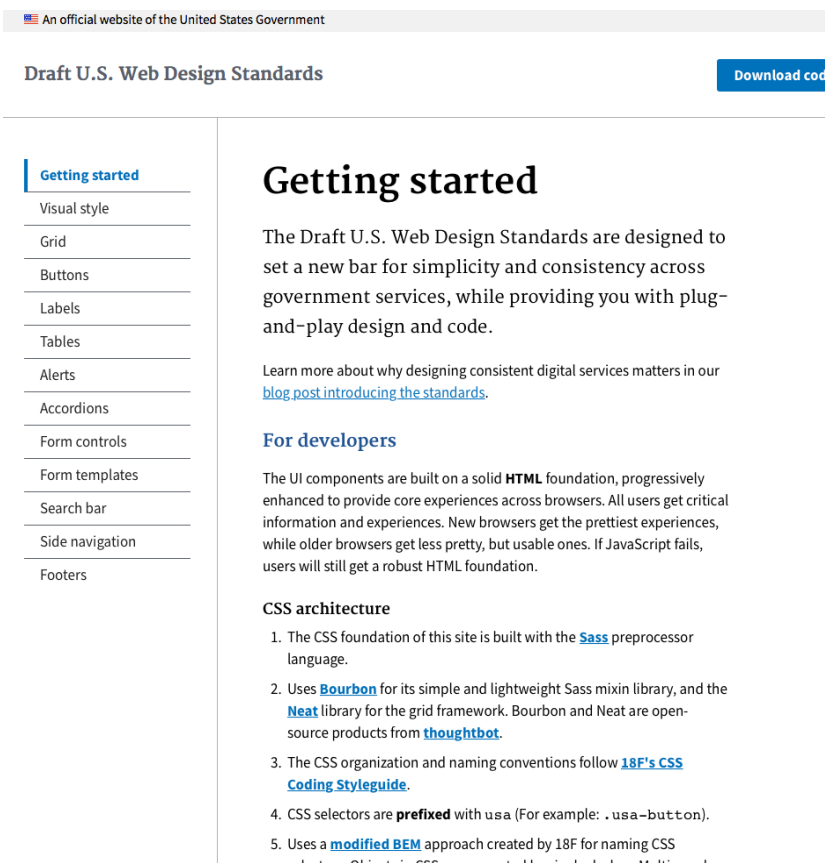 An official website of the United States Government
Draft U.S. Web Design Standards
Download
Getting started
Visual style
Grid
Buttons
Labels
Tables
Alerts
Accordions
Form controls
Form templates
Search bar
Side navigation
Footers
Getting started
The Draft U.S. Web Design Standards are designed to
set a new bar for simplicity and consistency across
government services, while providing you with plug-
and-play design and code.
Learn more about why designing consistent digital services matters in our
blog post introducing the standards.
For developers
The UI components are built on a solid HTML foundation, progressively
enhanced to provide core experiences across browsers. All users get critical
information and experiences. New browsers get the prettiest experiences,
while older browsers get less pretty, but usable ones. If JavaScript fails,
users will still get a robust HTML foundation.
CSS architecture
1. The CSS foundation of this site is built with the Sass preprocessor
language.
2. Uses Bourbon for its simple and lightweight Sass mixin library, and the
Neat library for the grid framework. Bourbon and Neat are open-
source products from thoughtbot.
3. The CSS organization and naming conventions follow 18F's CSS
Coding Styleguide.
4. CSS selectors are prefixed with usa (For example: .usa-button).
5. Uses a modified BEM approach created by 18F for naming CSS